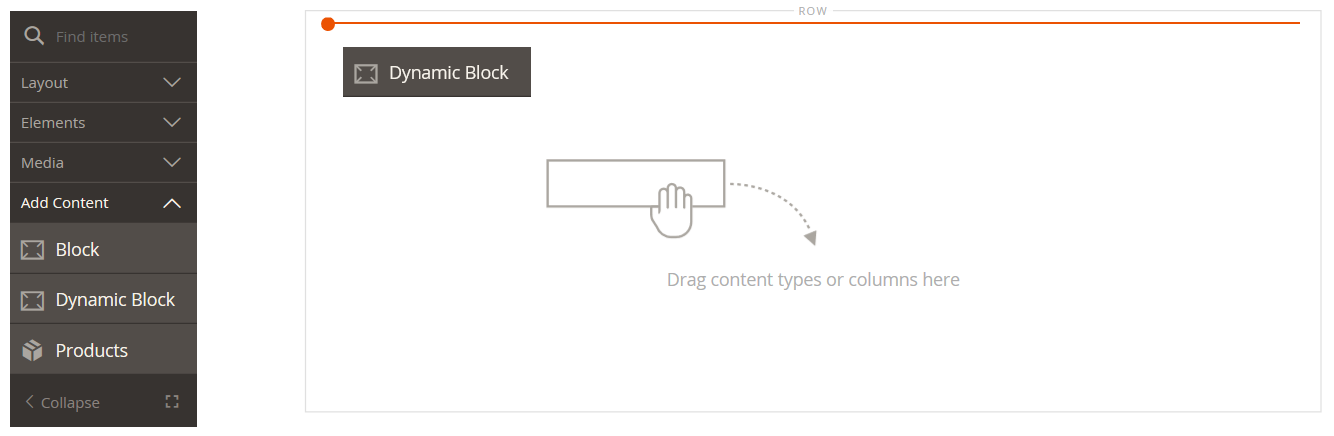 Find items
Layout
Elements
Media
Add Content
Block
Dynamic Block
Products
Collapse
ROW
Dynamic Block
Drag content types or columns here